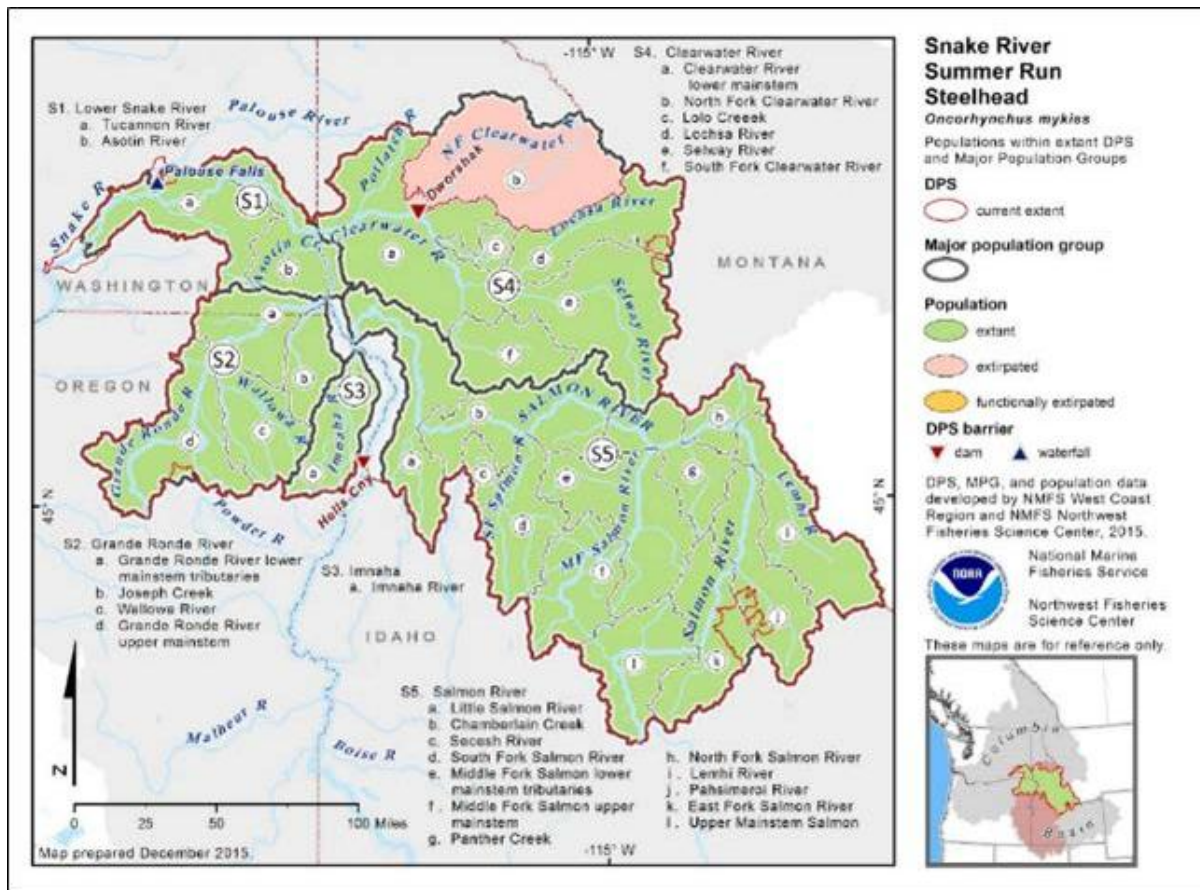 -115° W
S4. Clearwater River
a. Clearwater River
lower mainstem
b. North Fork Clearwater River
c. Lolo Creeek
d. Lochsa River
e. Selway River
f. South Fork Clearwater River
S1. Lower Snake River
a. Tucannon River
b. Asotin River
Palouse River
Potlatch R
NF Clearwater R
Dworshak
b
Palouse Falls
Snake R
a
S1
Lochsa River
Asotin Cr
Clearwater R
b
a
c
d
S4
e
Selway River
f
WASHINGTON
MONTANA
OREGON
IDAHO
a
S2
b
Wallowa R
c
d
Grande Ronde R
S3
Imnaha R
a
Hells Cny
Powder R
45° N
45° N
SALMON RIVER
S5
a
b
c
SF Salmon R
d
e
MF Salmon River
f
g
h
Lemhi R
i
j
Salmon River
k
l
S2. Grande Ronde River
a. Grande Ronde River lower
mainstem tributaries
b. Joseph Creek
c. Wallowa River
d. Grande Ronde River
upper mainstem
S3. Imnaha
a. Imnaha River
Malheur R
Boise R
S5. Salmon River
a. Little Salmon River
b. Chamberlain Creek
c. Secesh River
d. South Fork Salmon River
e. Middle Fork Salmon lower
mainstem tributaries
f. Middle Fork Salmon upper
mainstem
g. Panther Creek
h. North Fork Salmon River
i. Lemhi River
j. Pahsimeroi River
k. East Fork Salmon River
l. Upper Mainstem Salmon
N
0 25 50 100 Miles
Map prepared December 2015.
-115° W
Snake River
Summer Run
Steelhead
Oncorhynchus mykiss
Populations within extant DPS
and Major Population Groups
DPS
current extent
Major population group
Population
extant
extirpated
functionally extirpated
DPS barrier
dam
waterfall
DPS, MPG, and population data
developed by NMFS West Coast
Region and NMFS Northwest
Fisheries Science Center, 2015.
NOAA
National Marine
Fisheries Service
Northwest Fisheries
Science Center
These maps are for reference only.
Columbia
Basin